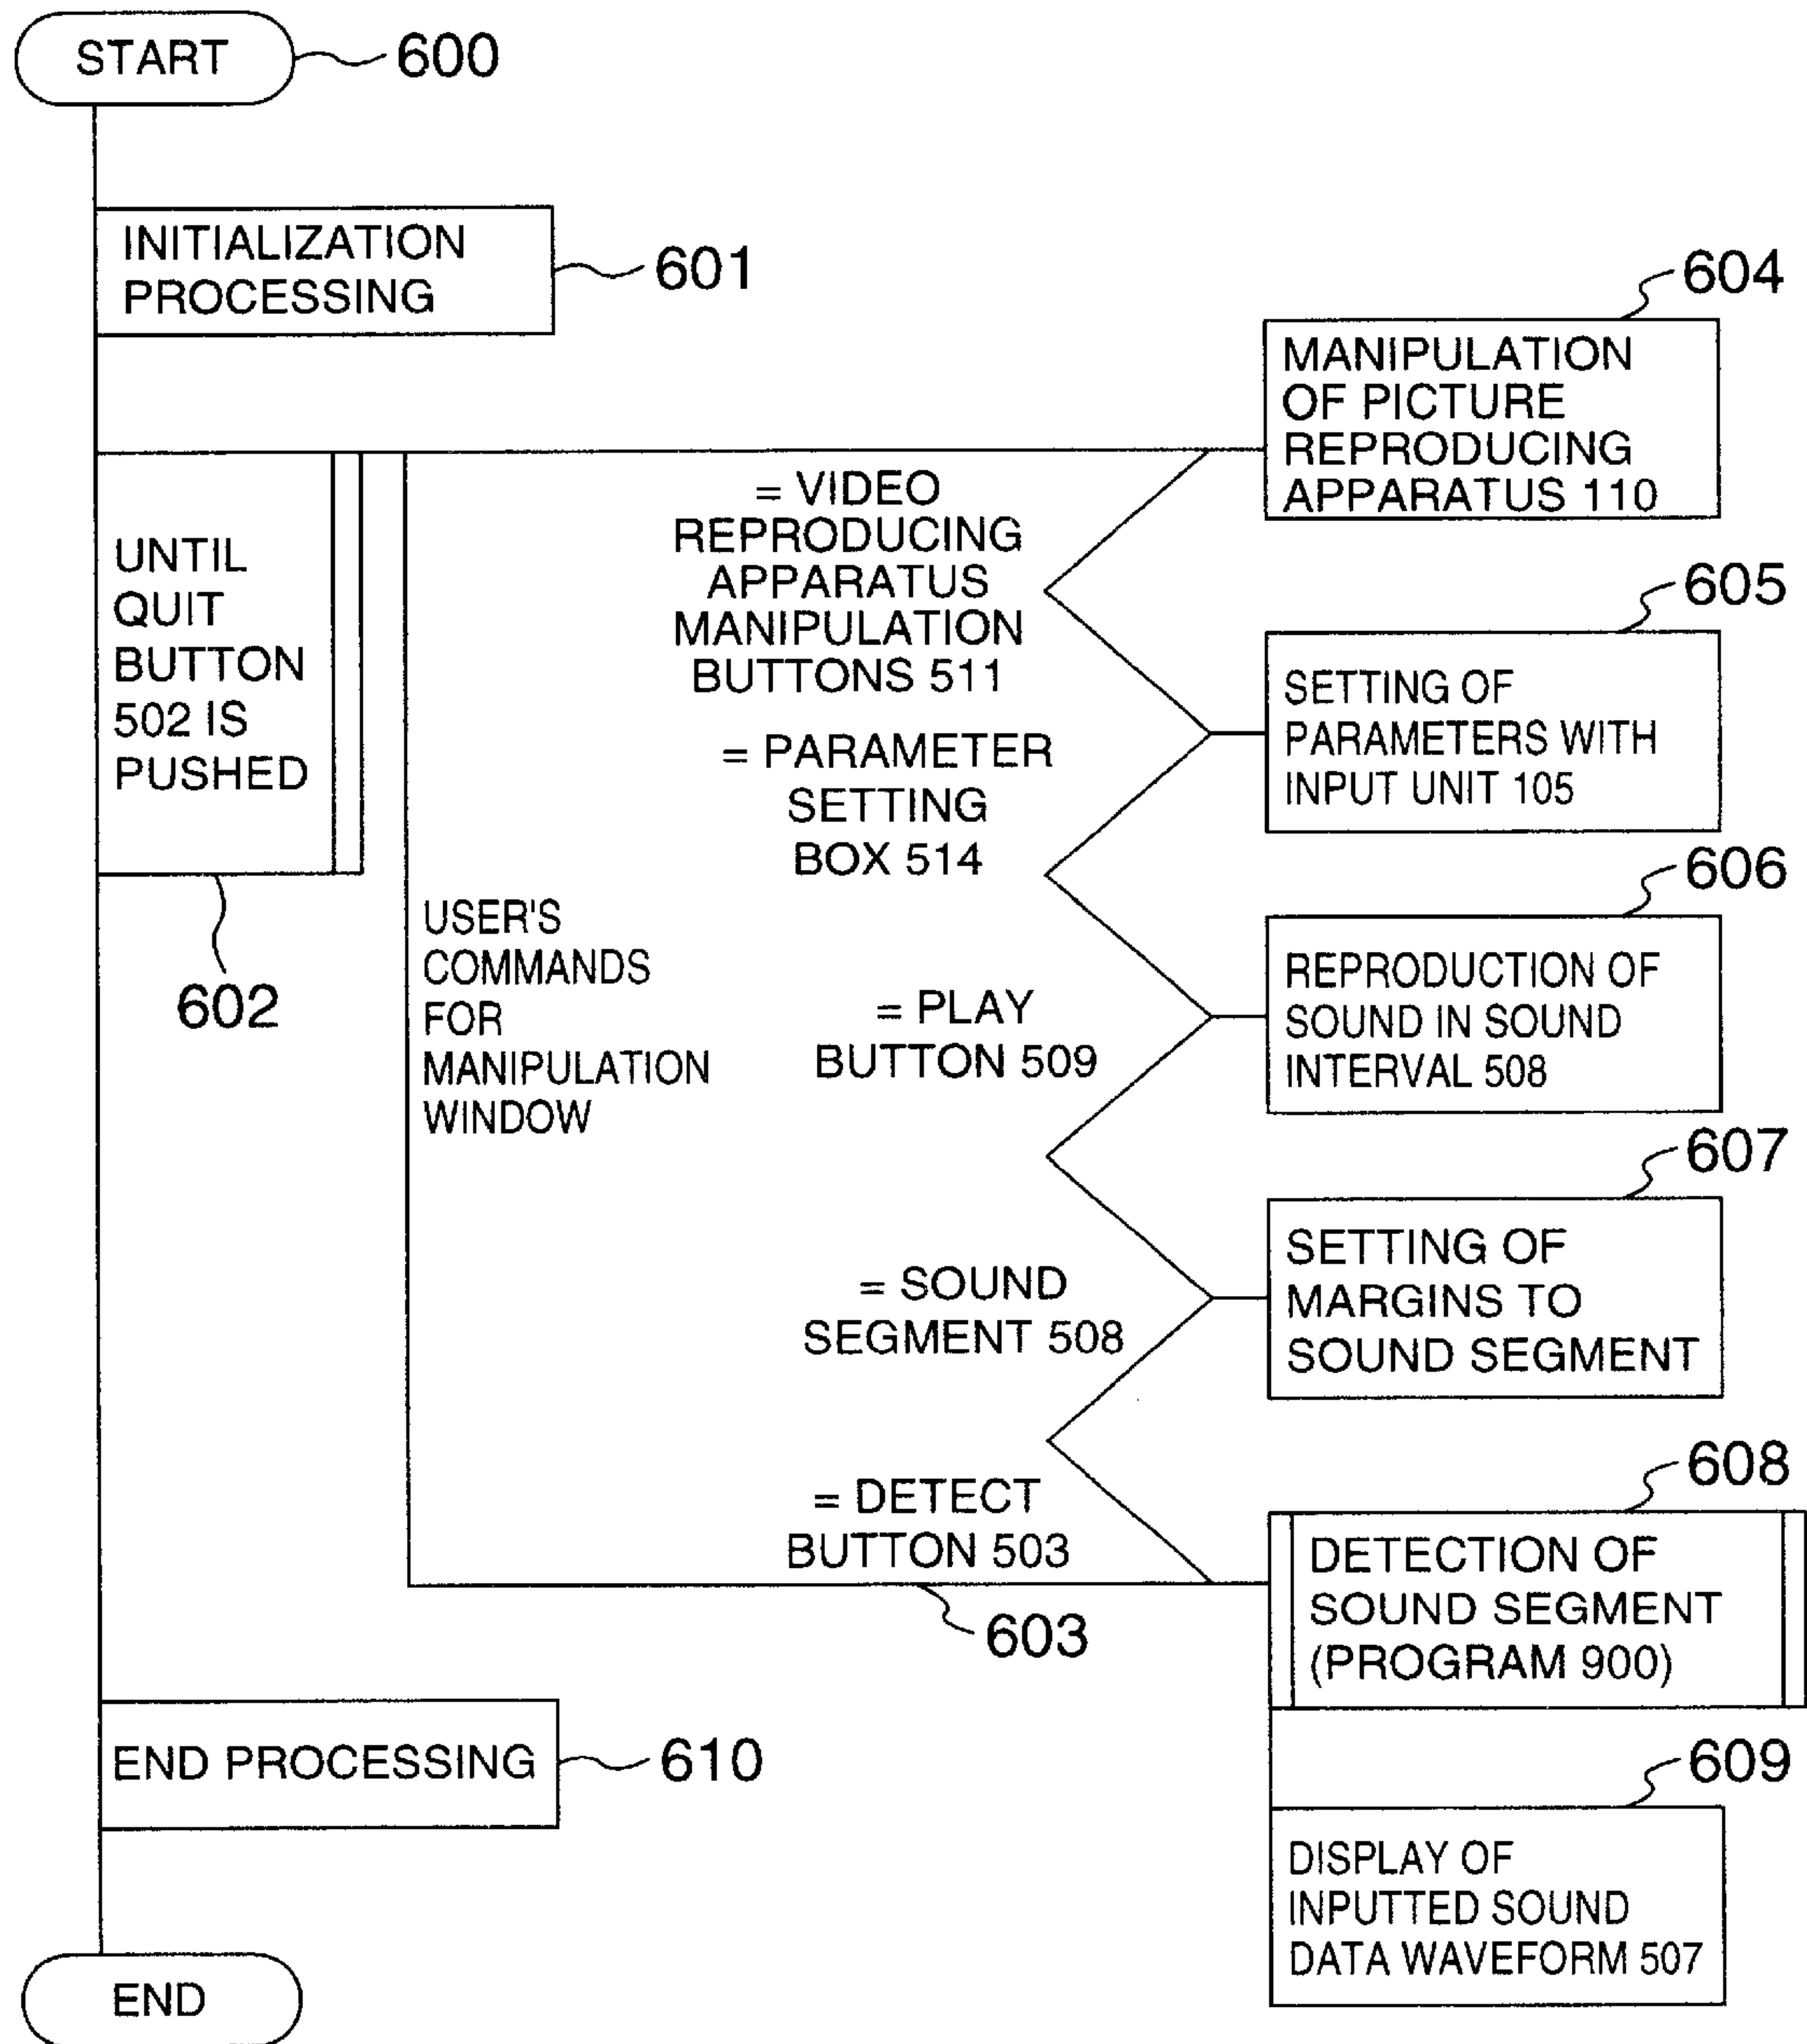 START
600
INITIALIZATION
PROCESSING
601
UNTIL
QUIT
BUTTON
502 IS
PUSHED
602
USER'S
COMMANDS
FOR
MANIPULATION
WINDOW
603
= VIDEO
REPRODUCING
APPARATUS
MANIPULATION
BUTTONS 511
604
MANIPULATION
OF PICTURE
REPRODUCING
APPARATUS 110
= PARAMETER
SETTING
BOX 514
605
SETTING OF
PARAMETERS WITH
INPUT UNIT 105
= PLAY
BUTTON 509
606
REPRODUCTION OF
SOUND IN SOUND
INTERVAL 508
= SOUND
SEGMENT 508
607
SETTING OF
MARGINS TO
SOUND SEGMENT
= DETECT
BUTTON 503
608
DETECTION OF
SOUND SEGMENT
(PROGRAM 900)
609
DISPLAY OF
INPUTTED SOUND
DATA WAVEFORM 507
END PROCESSING
610
END